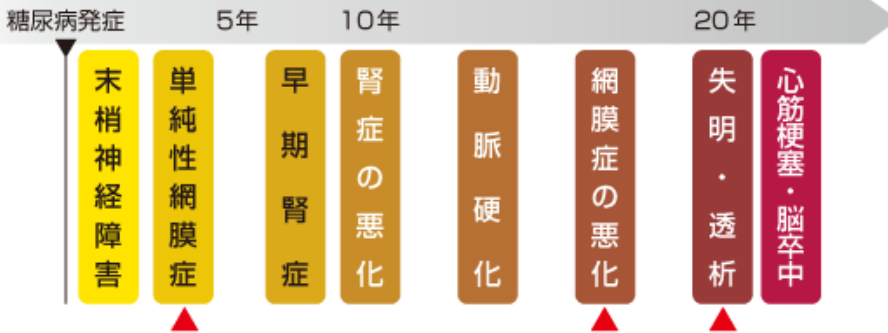 糖尿病発症
5年
10年
20年
末梢神経障害
単純性網膜症
早期腎症
腎症の悪化
動脈硬化
網膜症の悪化
失明・透析
心筋梗塞・脳卒中